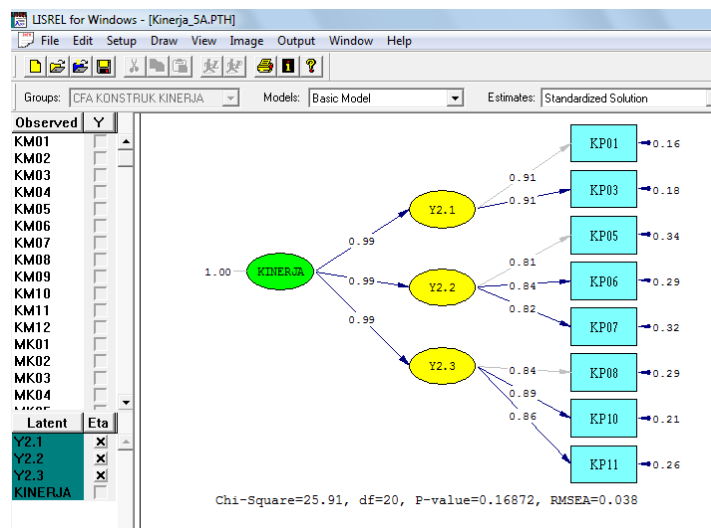 LISREL for Windows - [Kinerja_5A.PTH]
File Edit Setup Draw View Image Output Window Help
Groups: CFA KONSTRUK KINERJA Models: Basic Model Estimates: Standardized Solution
Observed Y
KM01
KM02
KM03
KM04
KM05
KM06
KM07
KM08
KM09
KM10
KM11
KM12
MK01
MK02
MK03
MK04
Latent Eta
Y2.1
Y2.2
Y2.3
KINERJA
1.00
KINERJA
0.99
0.99
0.99
Y2.1
Y2.2
Y2.3
0.91
0.91
0.81
0.84
0.82
0.84
0.89
0.86
KP01 0.16
KP03 0.18
KP05 0.34
KP06 0.29
KP07 0.32
KP08 0.29
KP10 0.21
KP11 0.26
Chi-Square=25.91, df=20, P-value=0.16872, RMSEA=0.038